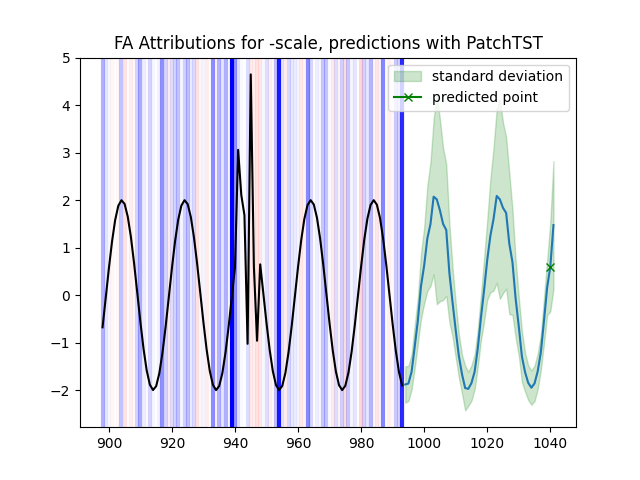 FA Attributions for -scale, predictions with PatchTST
standard deviation
predicted point
5
4
3
2
1
0
−1
−2
900 920 940 960 980 1000 1020 1040